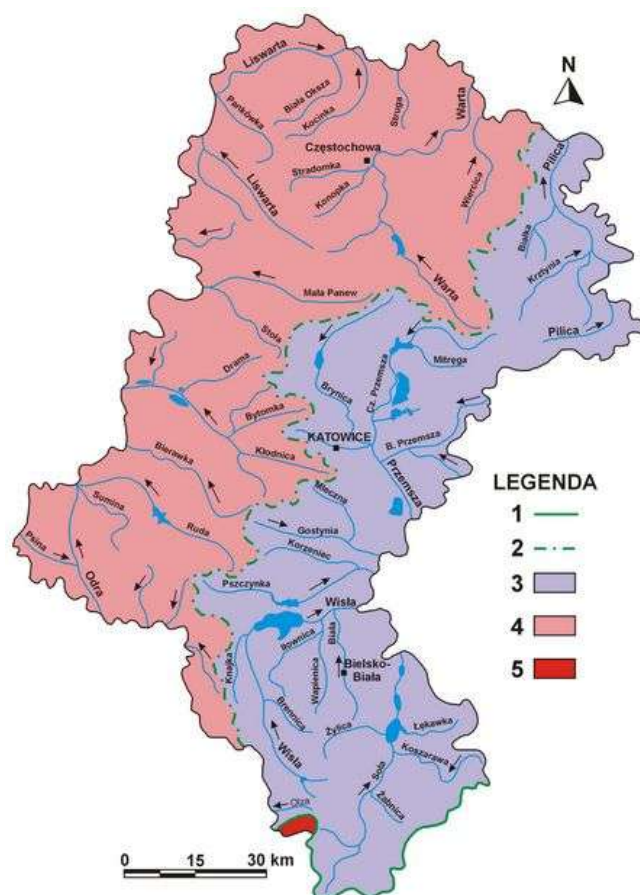 Liswarta
Pankówka
Biała Oksza
Kocinka
Struga
Warta
N
Częstochowa
Stradomka
Konopka
Wiercica
Pilica
Liswarta
Białka
Krztynia
Warta
Mała Panew
Pilica
Stoła
Mitręga
Drama
Brynica
Cz. Przemsza
Bytomka
KATOWICE
B. Przemsza
Kłodnica
Bierawka
Przemsza
LEGENDA
Mleczna
1
Sumina
Gostynia
2
Ruda
Korzeniec
3
Psina
Odra
Pszczynka
4
Wisła
5
Iłownica
Biała
Knajka
Wapienica
Bielsko-
Biała
Brennica
Żylica
Łękawka
Wisła
Koszarawa
Soła
Olza
Żabnica
0 15 30 km